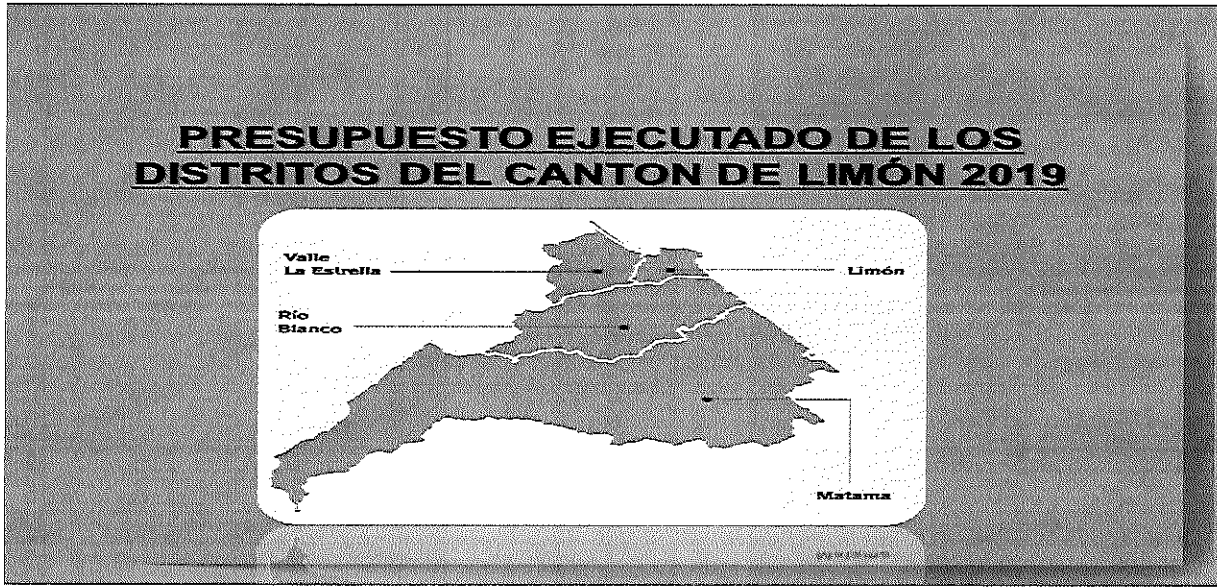 PRESUPUESTO EJECUTADO DE LOS
DISTRITOS DEL CANTON DE LIMÓN 2019
Valle
La Estrella
Limón
Río
Blanco
Matama